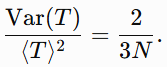 Var(T) / ⟨T⟩² = 2 / 3N.